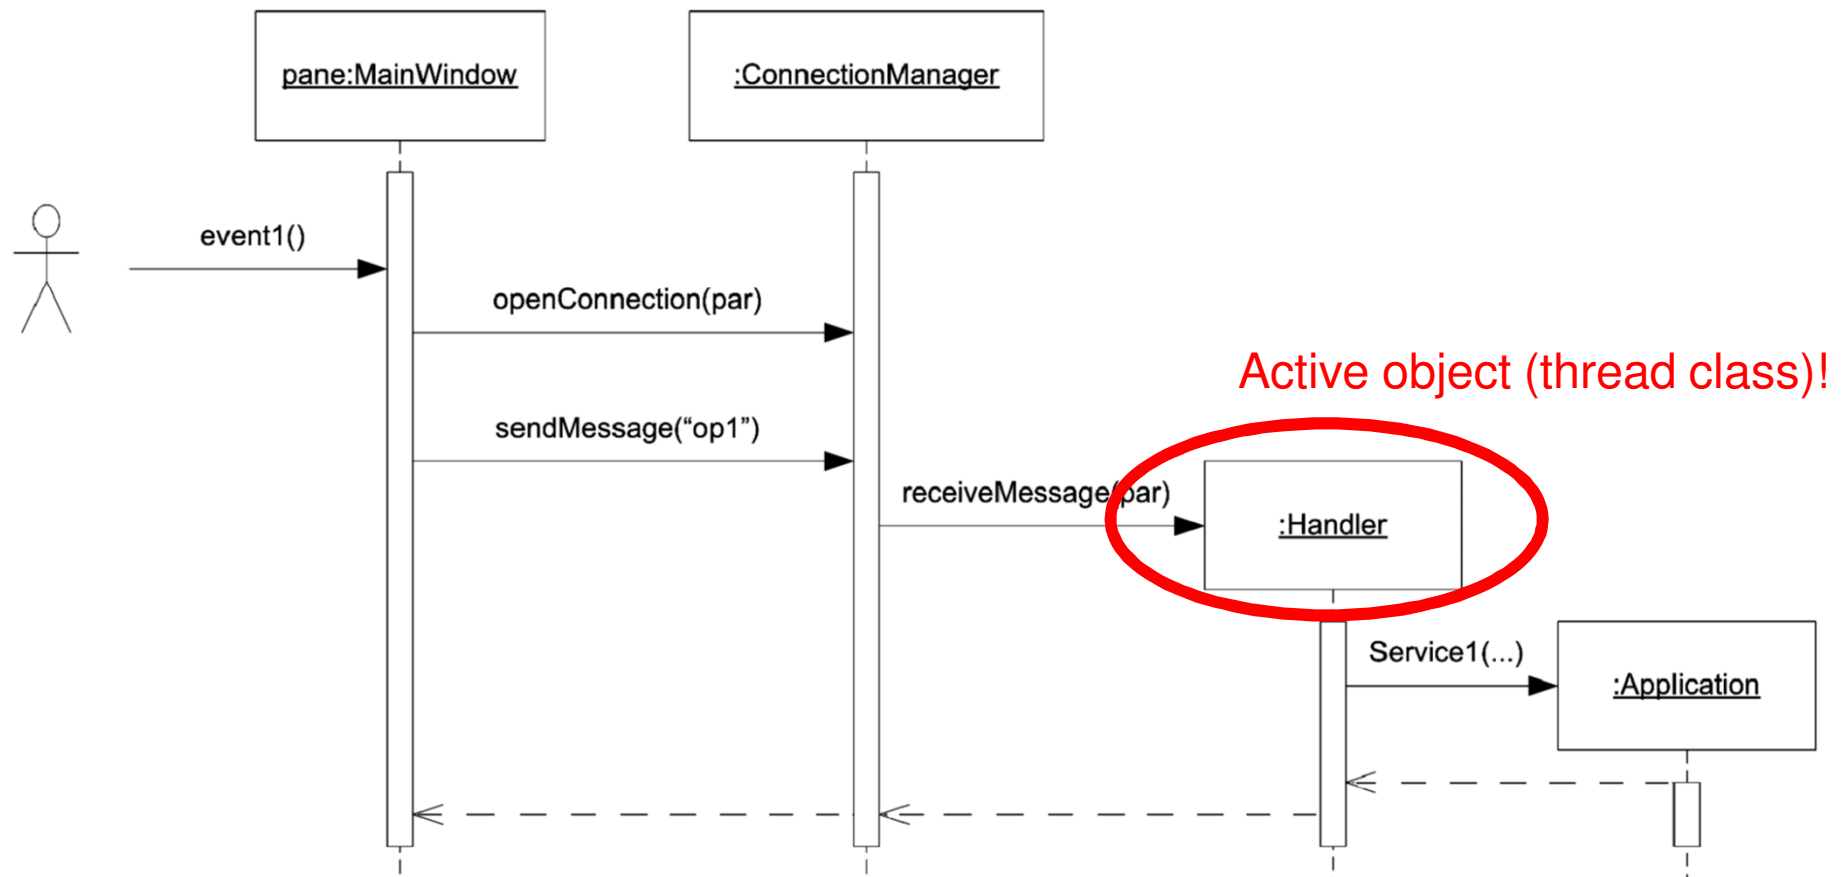 pane:MainWindow
:ConnectionManager
event1()
openConnection(par)
Active object (thread class)!
sendMessage(“op1”)
receiveMessage(par)
:Handler
Service1(...)
:Application